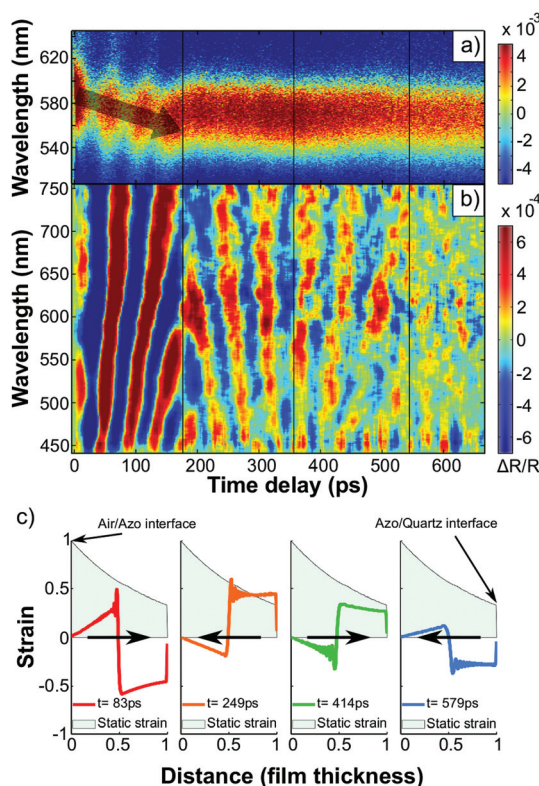 x 10⁻³
a)
Wavelength (nm)
620
580
540
4
2
0
-2
-4
x 10⁻⁴
b)
Wavelength (nm)
750
700
650
600
550
500
450
6
4
2
0
-2
-4
-6
0 100 200 300 400 500 600
Time delay (ps)
ΔR/R
c)
Air/Azo interface
Azo/Quartz interface
Strain
1
0.5
0
-0.5
-1
t= 83ps
Static strain
t= 249ps
Static strain
t= 414ps
Static strain
t= 579ps
Static strain
0 0.5 1 0 0.5 1 0 0.5 1 0 0.5 1
Distance (film thickness)